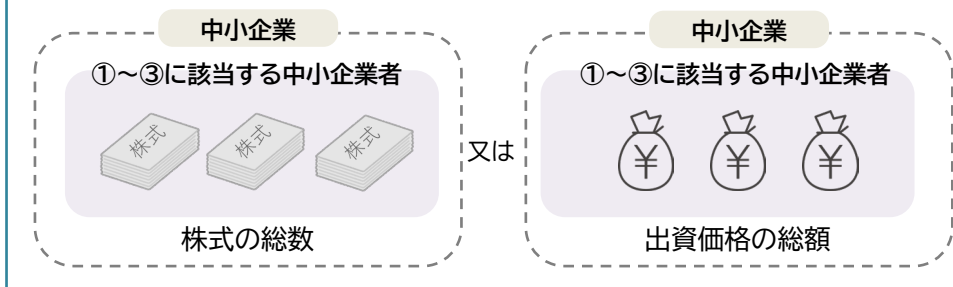 中小企業
①～③に該当する中小企業者
株式 株式 株式
株式の総数
又は
中小企業
①～③に該当する中小企業者
¥ ¥ ¥
出資価格の総額